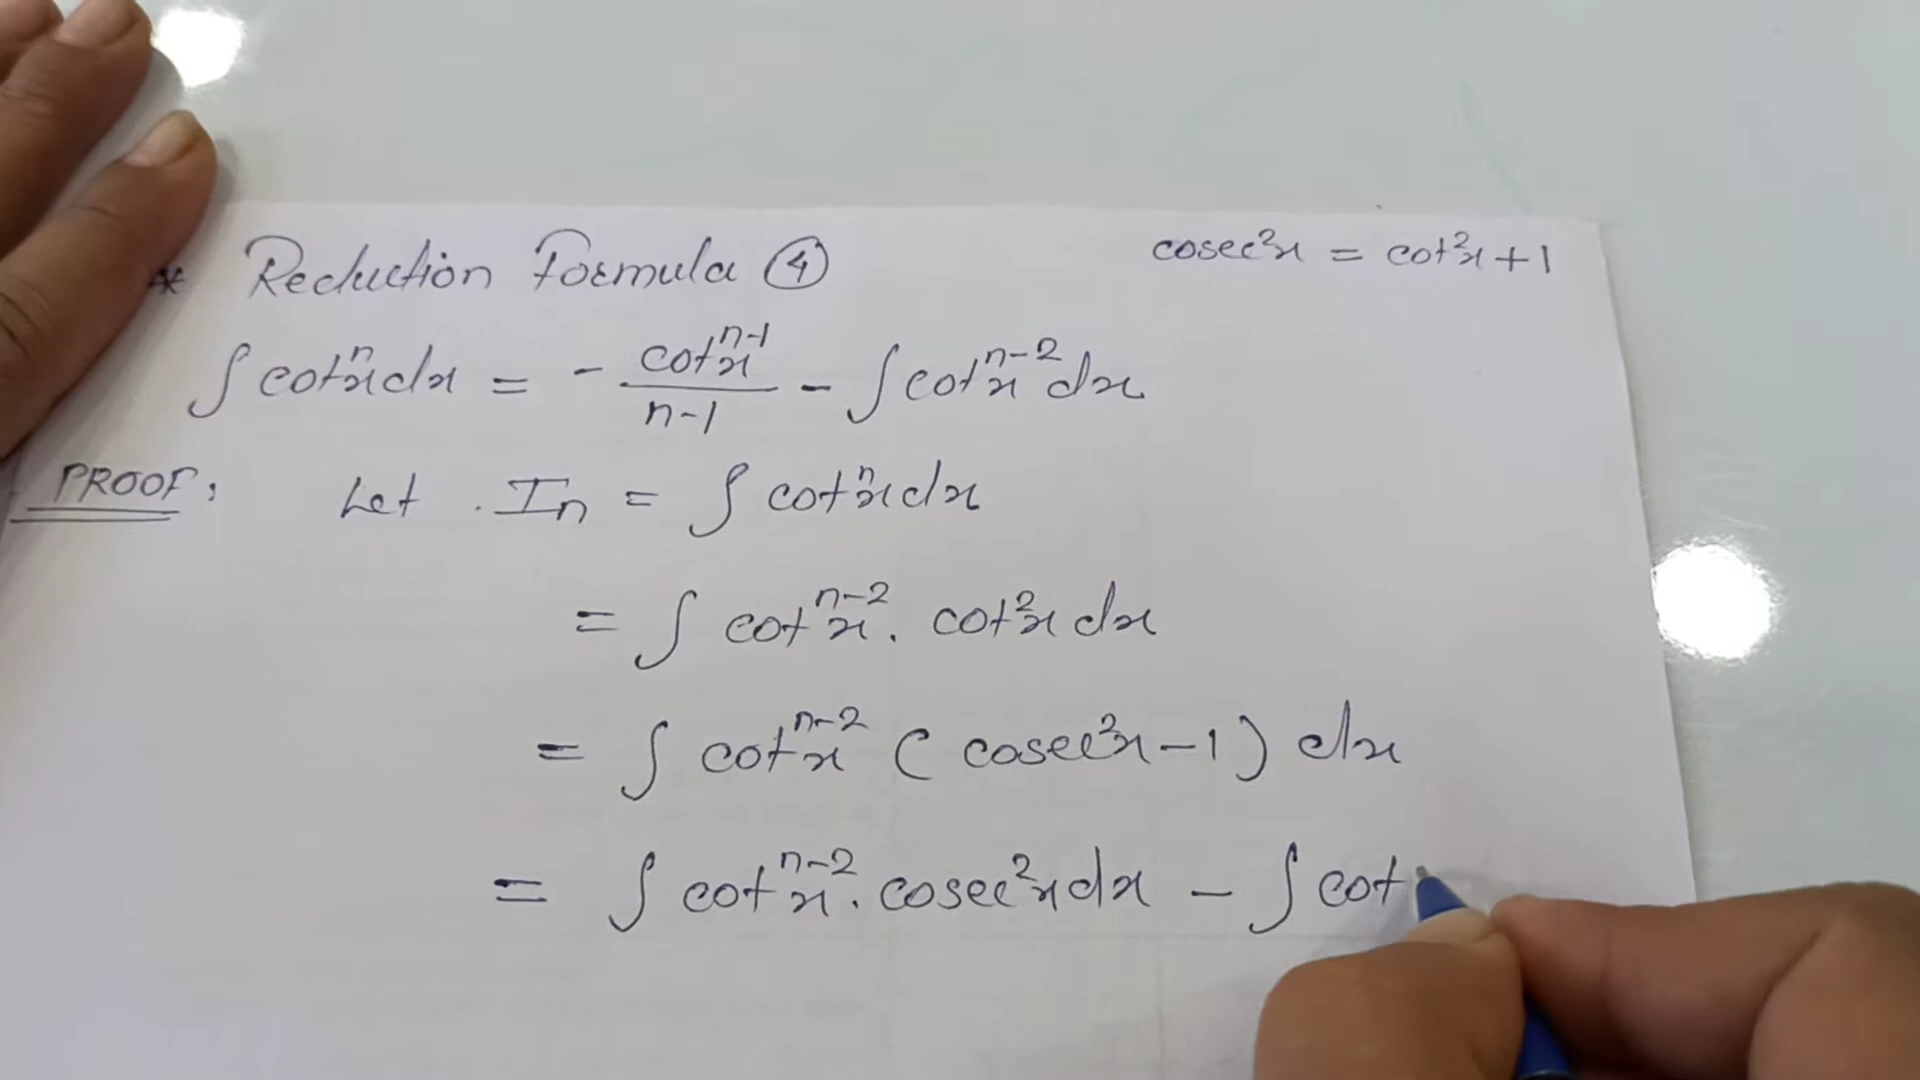 * Reduction Formula ④ cosec²x = cot²x + 1
∫ cotⁿx dx = - cotⁿ⁻¹x / n-1 - ∫ cotⁿ⁻²x dx
PROOF: Let . In = ∫ cotⁿx dx
= ∫ cotⁿ⁻²x . cot²x dx
= ∫ cotⁿ⁻²x ( cosec²x - 1 ) dx
= ∫ cotⁿ⁻²x . cosec²x dx - ∫ cot